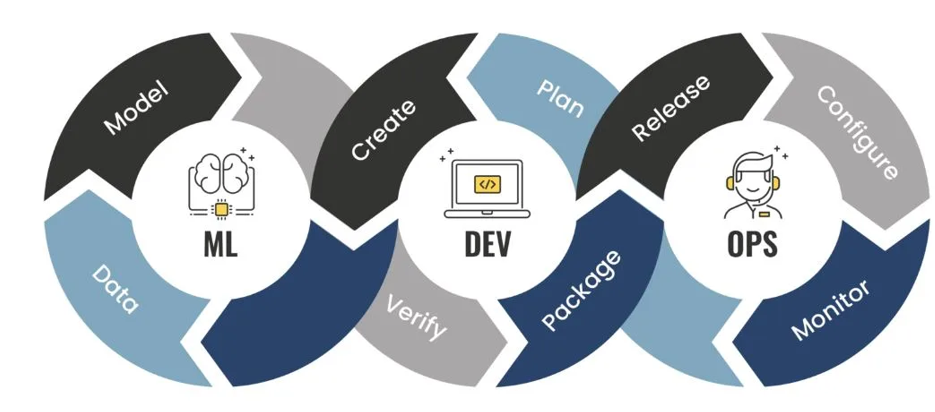 Model
Create
Plan
Release
Configure
</>
ML
DEV
OPS
Data
Verify
Package
Monitor